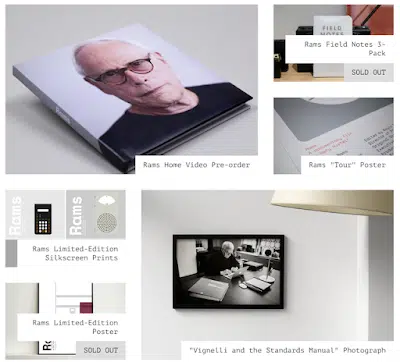 FIELD
NOTES
Rams Field Notes 3-
Pack
SOLD OUT
Rams Home Video Pre-order
Rams "Tour" Poster
Rams
Rams
Rams Limited-Edition
Silkscreen Prints
Rams Limited-Edition
Poster
SOLD OUT
"Vignelli and the Standards Manual" Photograph